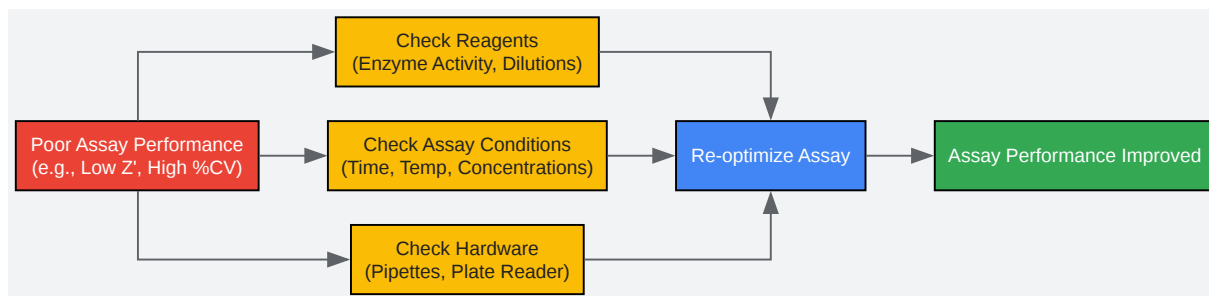 Check Reagents
(Enzyme Activity, Dilutions)
Poor Assay Performance
(e.g., Low Z', High %CV)
Check Assay Conditions
(Time, Temp, Concentrations)
Re-optimize Assay
Assay Performance Improved
Check Hardware
(Pipettes, Plate Reader)